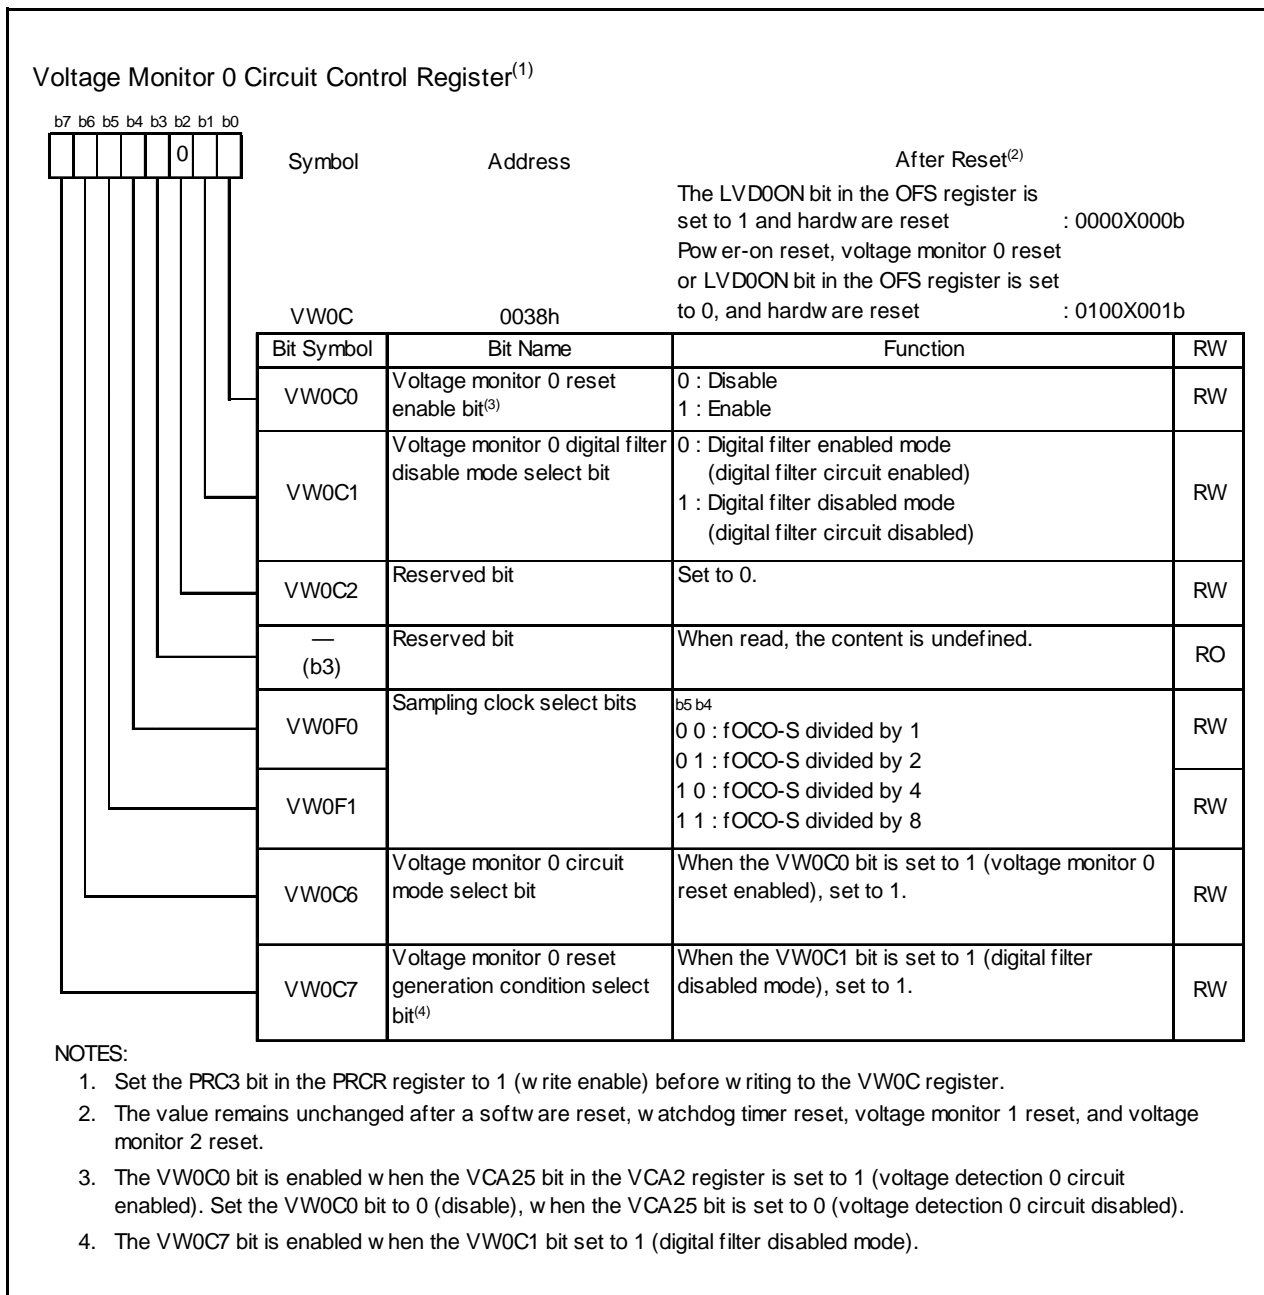 Voltage Monitor 0 Circuit Control Register(1)
b7 b6 b5 b4 b3 b2 b1 b0
0
Symbol Address After Reset(2)
The LVD0ON bit in the OFS register is
set to 1 and hardware reset : 0000X000b
Power-on reset, voltage monitor 0 reset
or LVD0ON bit in the OFS register is set
VW0C 0038h to 0, and hardware reset : 0100X001b
Bit Symbol Bit Name Function RW
VW0C0 Voltage monitor 0 reset
enable bit(3)
0 : Disable
1 : Enable
RW
VW0C1 Voltage monitor 0 digital filter
disable mode select bit
0 : Digital filter enabled mode
(digital filter circuit enabled)
1 : Digital filter disabled mode
(digital filter circuit disabled)
RW
VW0C2 Reserved bit Set to 0. RW
—
(b3)
Reserved bit When read, the content is undefined. RO
VW0F0 Sampling clock select bits
b5 b4
0 0 : fOCO-S divided by 1
0 1 : fOCO-S divided by 2
RW
VW0F1
1 0 : fOCO-S divided by 4
1 1 : fOCO-S divided by 8
RW
VW0C6 Voltage monitor 0 circuit
mode select bit
When the VW0C0 bit is set to 1 (voltage monitor 0
reset enabled), set to 1.
RW
VW0C7 Voltage monitor 0 reset
generation condition select
bit(4)
When the VW0C1 bit is set to 1 (digital filter
disabled mode), set to 1.
RW
NOTES:
1. Set the PRC3 bit in the PRCR register to 1 (write enable) before writing to the VW0C register.
2. The value remains unchanged after a software reset, watchdog timer reset, voltage monitor 1 reset, and voltage
monitor 2 reset.
3. The VW0C0 bit is enabled when the VCA25 bit in the VCA2 register is set to 1 (voltage detection 0 circuit
enabled). Set the VW0C0 bit to 0 (disable), when the VCA25 bit is set to 0 (voltage detection 0 circuit disabled).
4. The VW0C7 bit is enabled when the VW0C1 bit set to 1 (digital filter disabled mode).